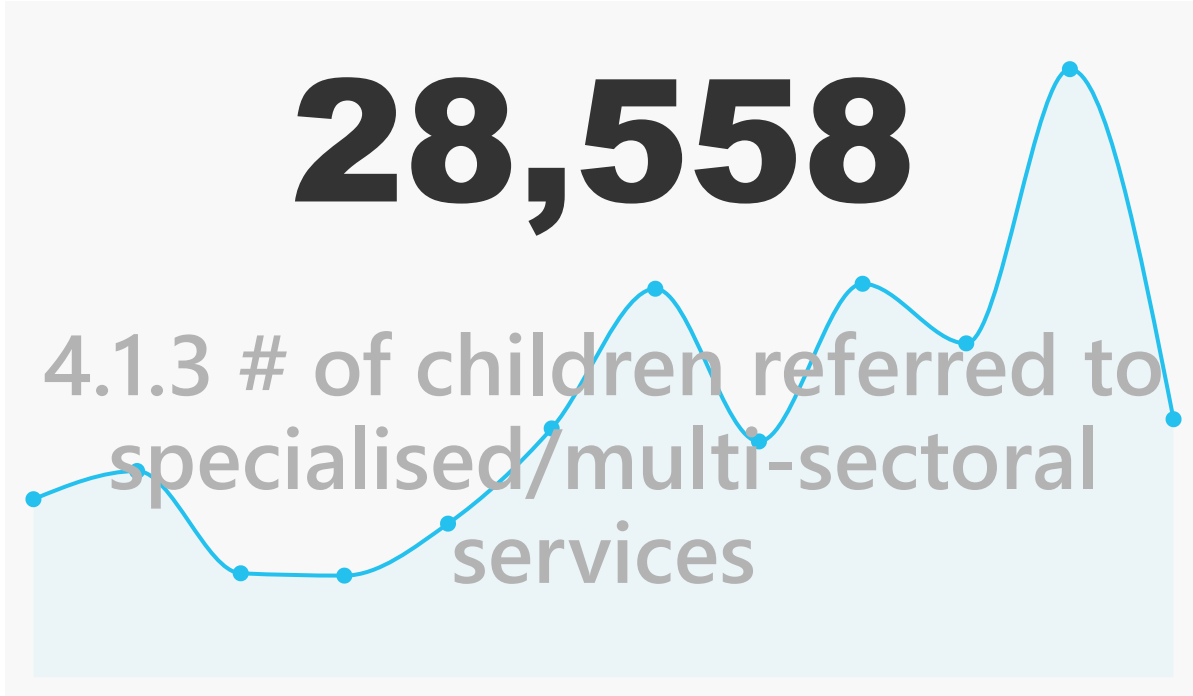 28,558
4.1.3 # of children referred to
specialised/multi-sectoral
services